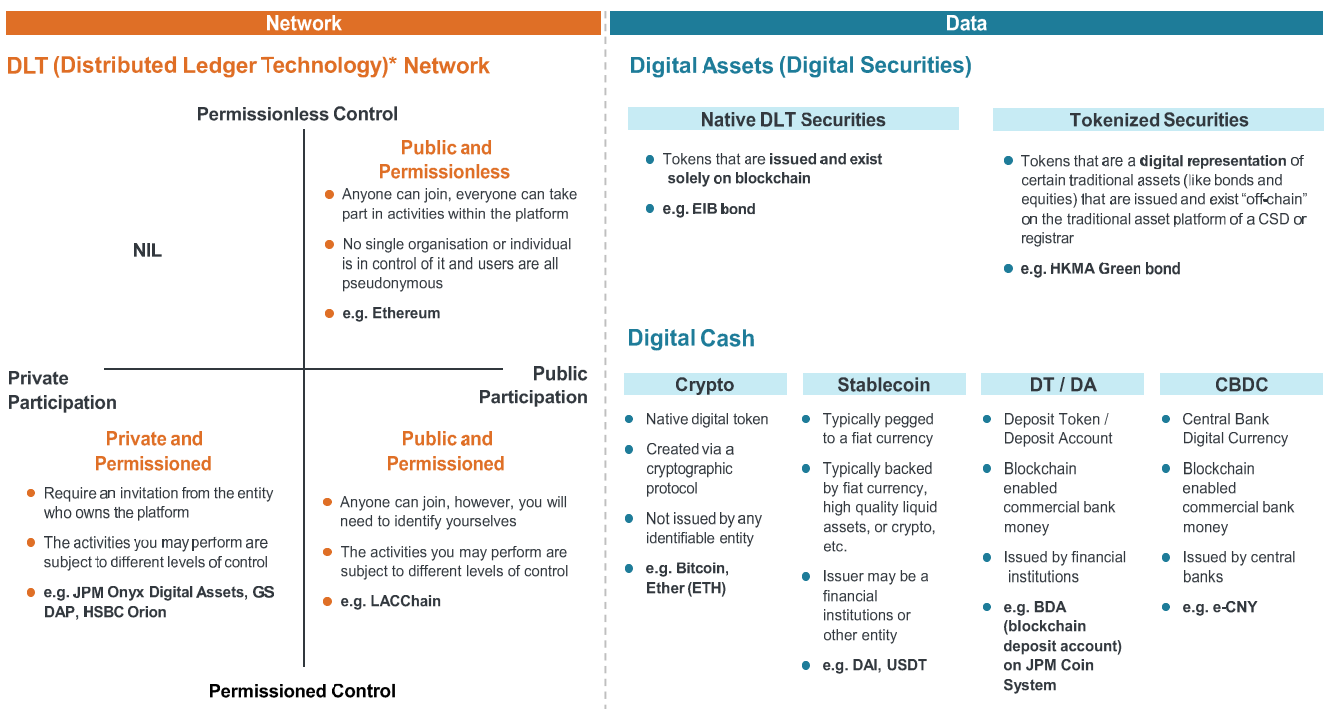 Network
DLT (Distributed Ledger Technology)* Network
Permissionless Control
NIL
Public and
Permissionless
• Anyone can join, everyone can take
part in activities within the platform
• No single organisation or individual
is in control of it and users are all
pseudonymous
• e.g. Ethereum
Private
Participation
Public
Participation
Private and
Permissioned
• Require an invitation from the entity
who owns the platform
• The activities you may perform are
subject to different levels of control
• e.g. JPM Onyx Digital Assets, GS
DAP, HSBC Orion
Public and
Permissioned
• Anyone can join, however, you will
need to identify yourselves
• The activities you may perform are
subject to different levels of control
• e.g. LACChain
Permissioned Control
Data
Digital Assets (Digital Securities)
Native DLT Securities
• Tokens that are issued and exist
solely on blockchain
• e.g. EIB bond
Tokenized Securities
• Tokens that are a digital representation of
certain traditional assets (like bonds and
equities) that are issued and exist “off-chain”
on the traditional asset platform of a CSD or
registrar
• e.g. HKMA Green bond
Digital Cash
Crypto
• Native digital token
• Created via a
cryptographic
protocol
• Not issued by any
identifiable entity
• e.g. Bitcoin,
Ether (ETH)
Stablecoin
• Typically pegged
to a fiat currency
• Typically backed
by fiat currency,
high quality liquid
assets, or crypto,
etc.
• Issuer may be a
financial
institutions or
other entity
• e.g. DAI, USDT
DT / DA
• Deposit Token /
Deposit Account
• Blockchain
enabled
commercial bank
money
• Issued by financial
institutions
• e.g. BDA
(blockchain
deposit account)
on JPM Coin
System
CBDC
• Central Bank
Digital Currency
• Blockchain
enabled
commercial bank
money
• Issued by central
banks
• e.g. e-CNY